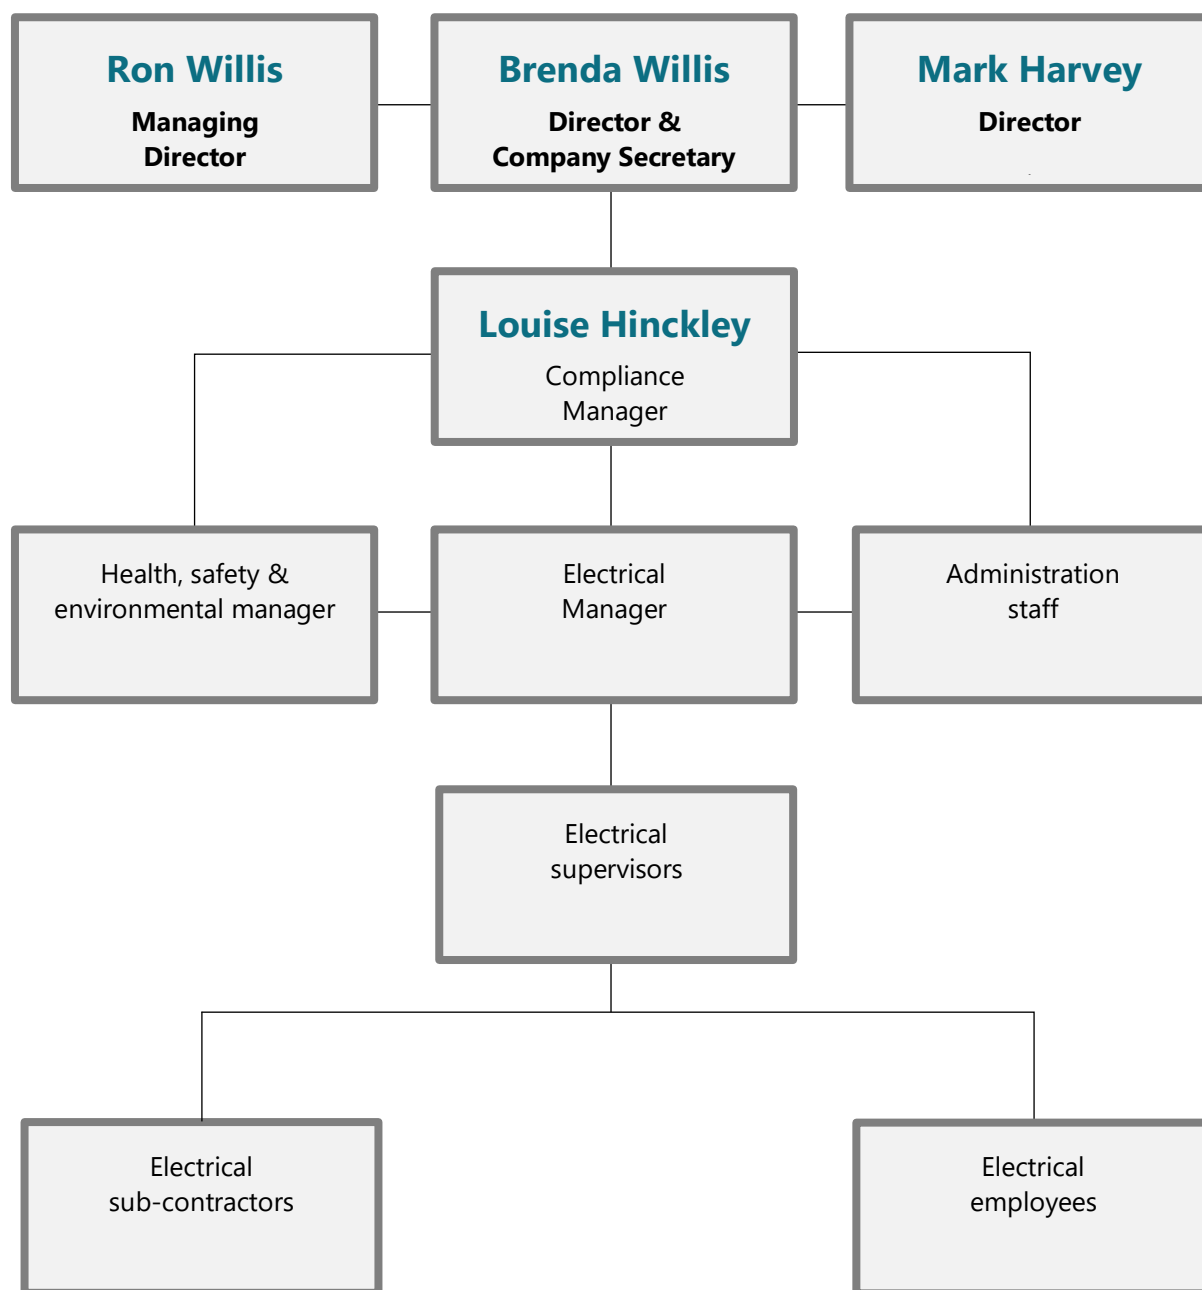 Ron Willis
Managing
Director
Brenda Willis
Director &
Company Secretary
Mark Harvey
Director
Louise Hinckley
Compliance
Manager
Health, safety &
environmental manager
Electrical
Manager
Administration
staff
Electrical
supervisors
Electrical
sub-contractors
Electrical
employees